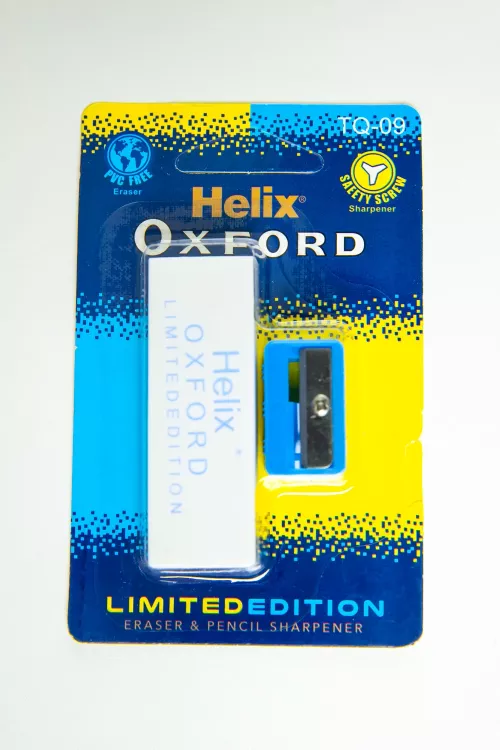 TQ-09
PVC FREE
Eraser
SAFETY SCREW
Sharpener
Helix®
OXFORD
Helix®
OXFORD
LIMITEDEDITION
LIMITEDEDITION
ERASER & PENCIL SHARPENER